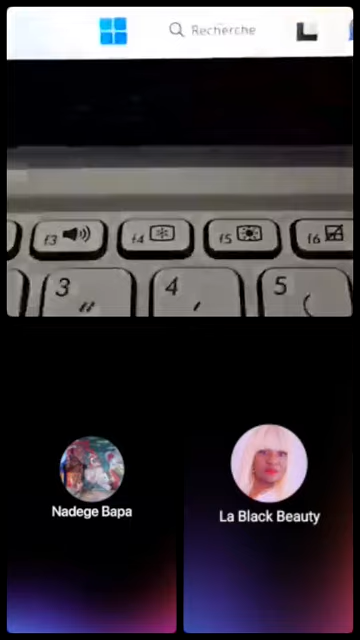 Recherche
f3
f4
f5
f6
3
"
4
'
5
(
Nadege Bapa
La Black Beauty